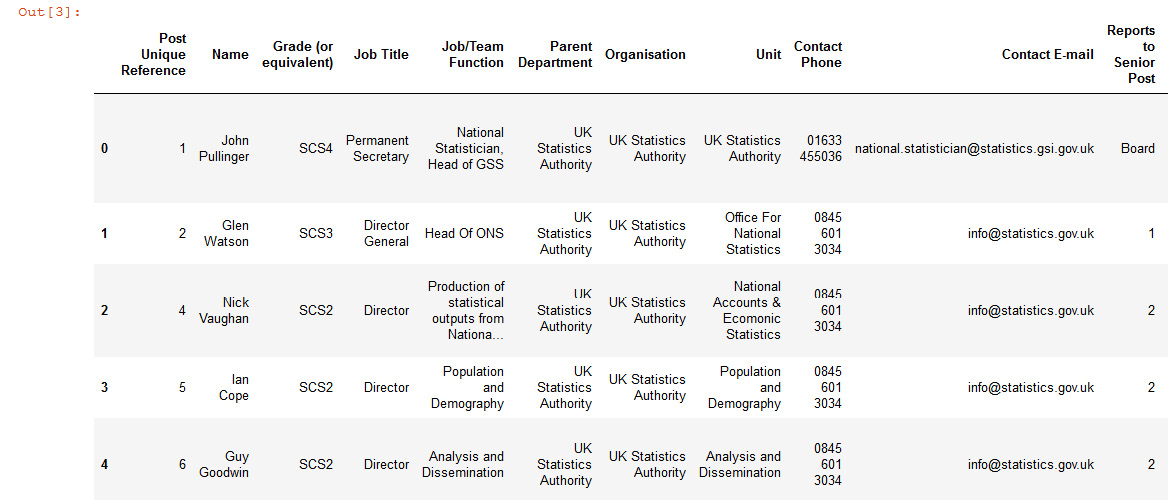 Out[3]:
Post Unique Reference Name Grade (or equivalent) Job Title Job/Team Function Parent Department Organisation Unit Contact Phone Contact E-mail Reports to Senior Post
0 1 John Pullinger SCS4 Permanent Secretary National Statistician, Head of GSS UK Statistics Authority UK Statistics Authority UK Statistics Authority 01633 455036 national.statistician@statistics.gsi.gov.uk Board
1 2 Glen Watson SCS3 Director General Head Of ONS UK Statistics Authority UK Statistics Authority Office For National Statistics 0845 601 3034 info@statistics.gov.uk 1
2 4 Nick Vaughan SCS2 Director Production of statistical outputs from Nationa... UK Statistics Authority UK Statistics Authority National Accounts & Ecomonic Statistics 0845 601 3034 info@statistics.gov.uk 2
3 5 Ian Cope SCS2 Director Population and Demography UK Statistics Authority UK Statistics Authority Population and Demography 0845 601 3034 info@statistics.gov.uk 2
4 6 Guy Goodwin SCS2 Director Analysis and Dissemination UK Statistics Authority UK Statistics Authority Analysis and Dissemination 0845 601 3034 info@statistics.gov.uk 2